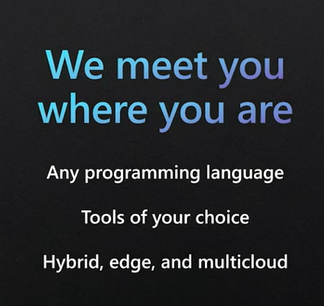 We meet you
where you are
Any programming language
Tools of your choice
Hybrid, edge, and multicloud